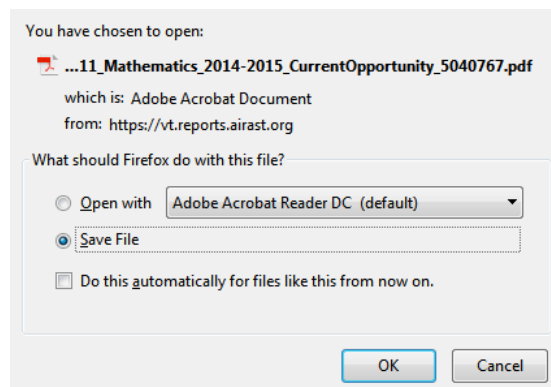 You have chosen to open:
...11_Mathematics_2014-2015_CurrentOpportunity_5040767.pdf
which is: Adobe Acrobat Document
from: https://vt.reports.airast.org
What should Firefox do with this file?
Open with Adobe Acrobat Reader DC (default)
Save File
Do this automatically for files like this from now on.
OK Cancel